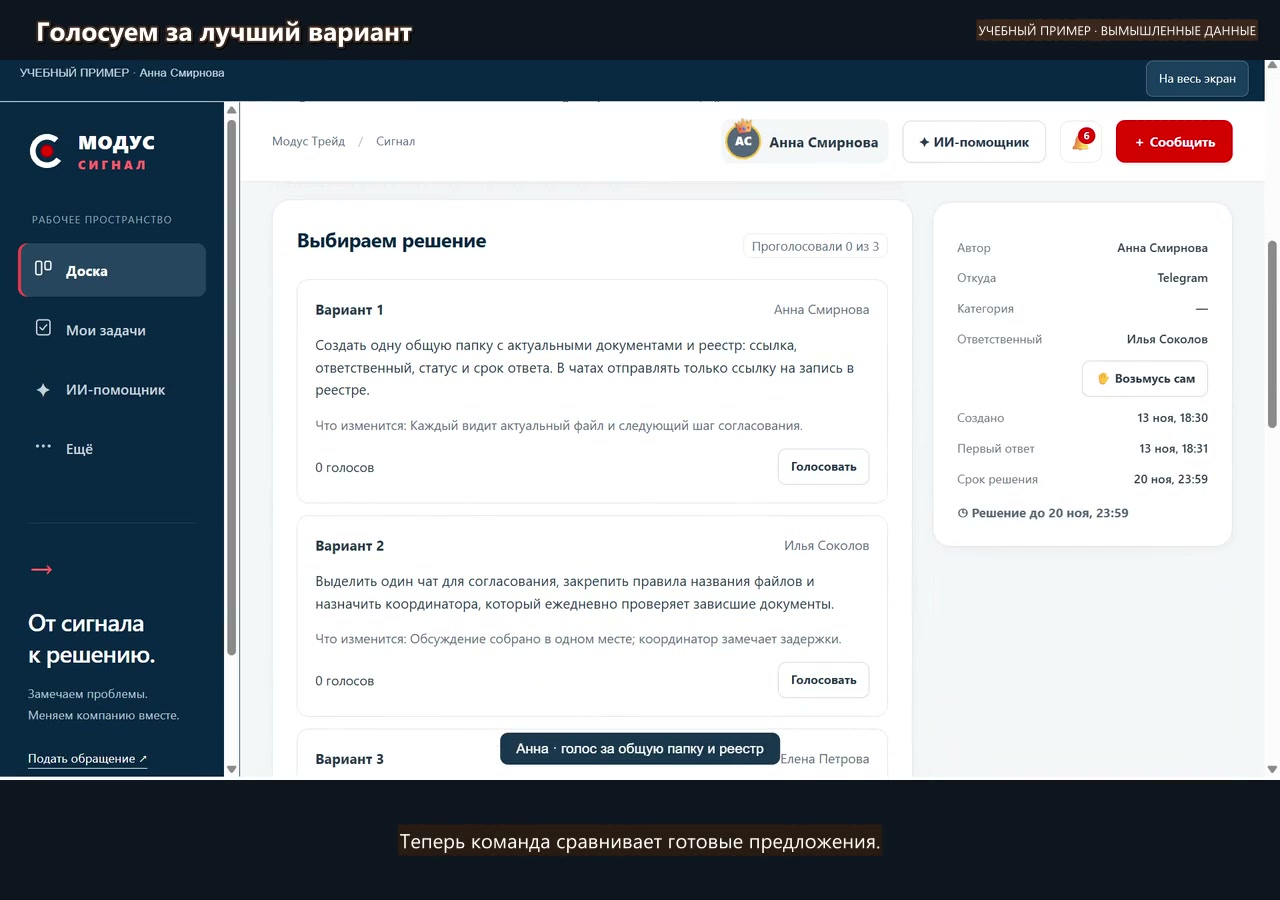 Голосуем за лучший вариант
УЧЕБНЫЙ ПРИМЕР · ВЫМЫШЛЕННЫЕ ДАННЫЕ
УЧЕБНЫЙ ПРИМЕР · Анна Смирнова
На весь экран
МОДУС
СИГНАЛ
РАБОЧЕЕ ПРОСТРАНСТВО
Доска
Мои задачи
ИИ-помощник
Ещё
От сигнала
к решению.
Замечаем проблемы.
Меняем компанию вместе.
Подать обращение ↗
Модус Трейд / Сигнал
АС Анна Смирнова
✦ ИИ-помощник
6
+ Сообщить
Выбираем решение
Проголосовали 0 из 3
Вариант 1
Анна Смирнова
Создать одну общую папку с актуальными документами и реестр: ссылка,
ответственный, статус и срок ответа. В чатах отправлять только ссылку на запись в
реестре.
Что изменится: Каждый видит актуальный файл и следующий шаг согласования.
0 голосов
Голосовать
Вариант 2
Илья Соколов
Выделить один чат для согласования, закрепить правила названия файлов и
назначить координатора, который ежедневно проверяет зависшие документы.
Что изменится: Обсуждение собрано в одном месте; координатор замечает задержки.
0 голосов
Голосовать
Вариант 3
Елена Петрова
Анна · голос за общую папку и реестр
Автор Анна Смирнова
Откуда Telegram
Категория —
Ответственный Илья Соколов
Возьмусь сам
Создано 13 ноя, 18:30
Первый ответ 13 ноя, 18:31
Срок решения 20 ноя, 23:59
Решение до 20 ноя, 23:59
Теперь команда сравнивает готовые предложения.